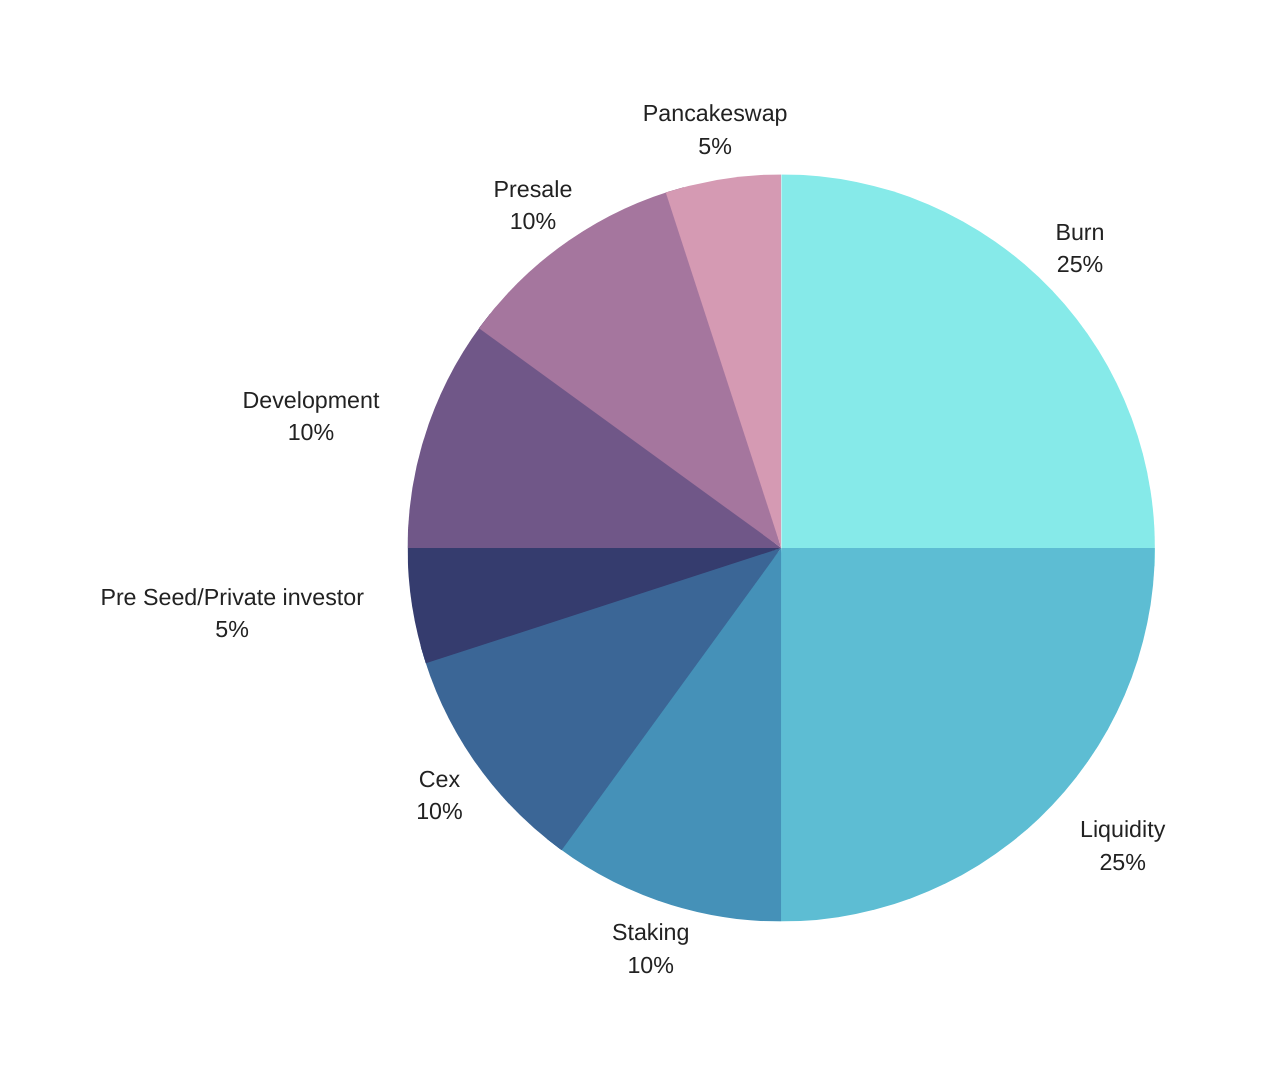 Pancakeswap
5%
Presale
10%
Burn
25%
Development
10%
Pre Seed/Private investor
5%
Cex
10%
Liquidity
25%
Staking
10%